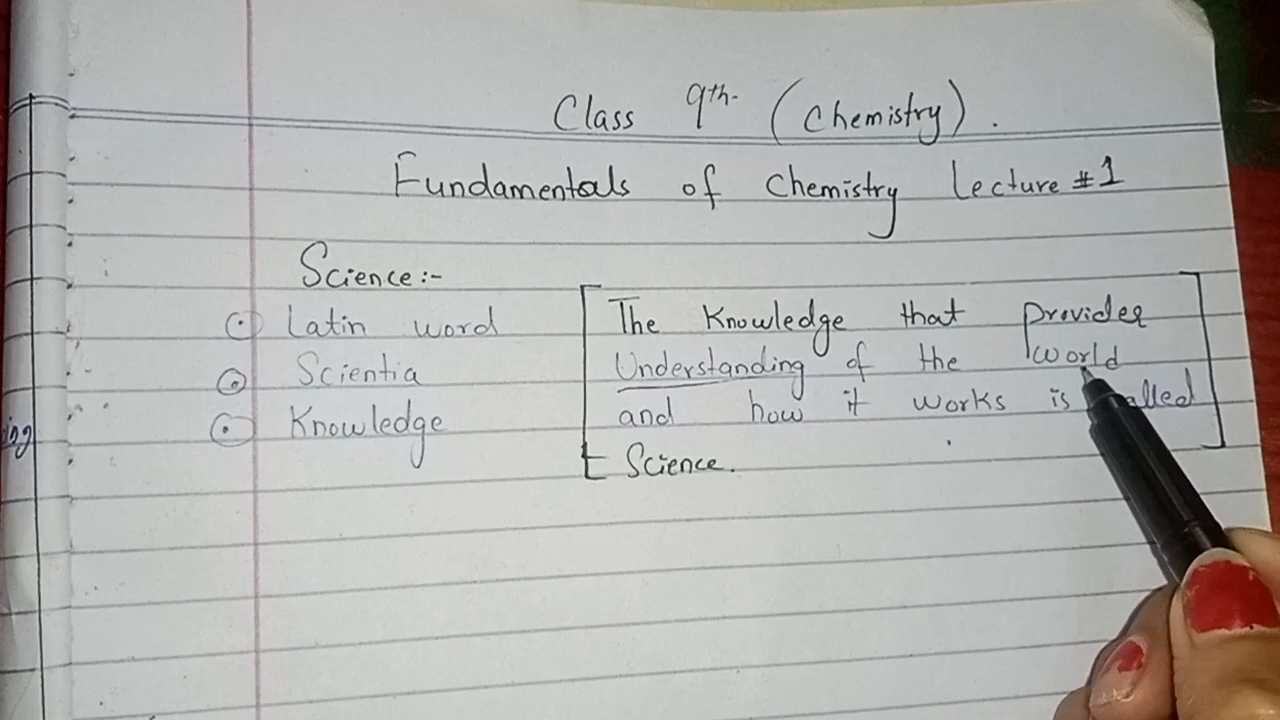 Class 9th. (Chemistry).
Fundamentals of Chemistry Lecture #1
Science:-
Latin word
Scientia
Knowledge
The Knowledge that provides
Understanding of the world
and how it works is called
Science.